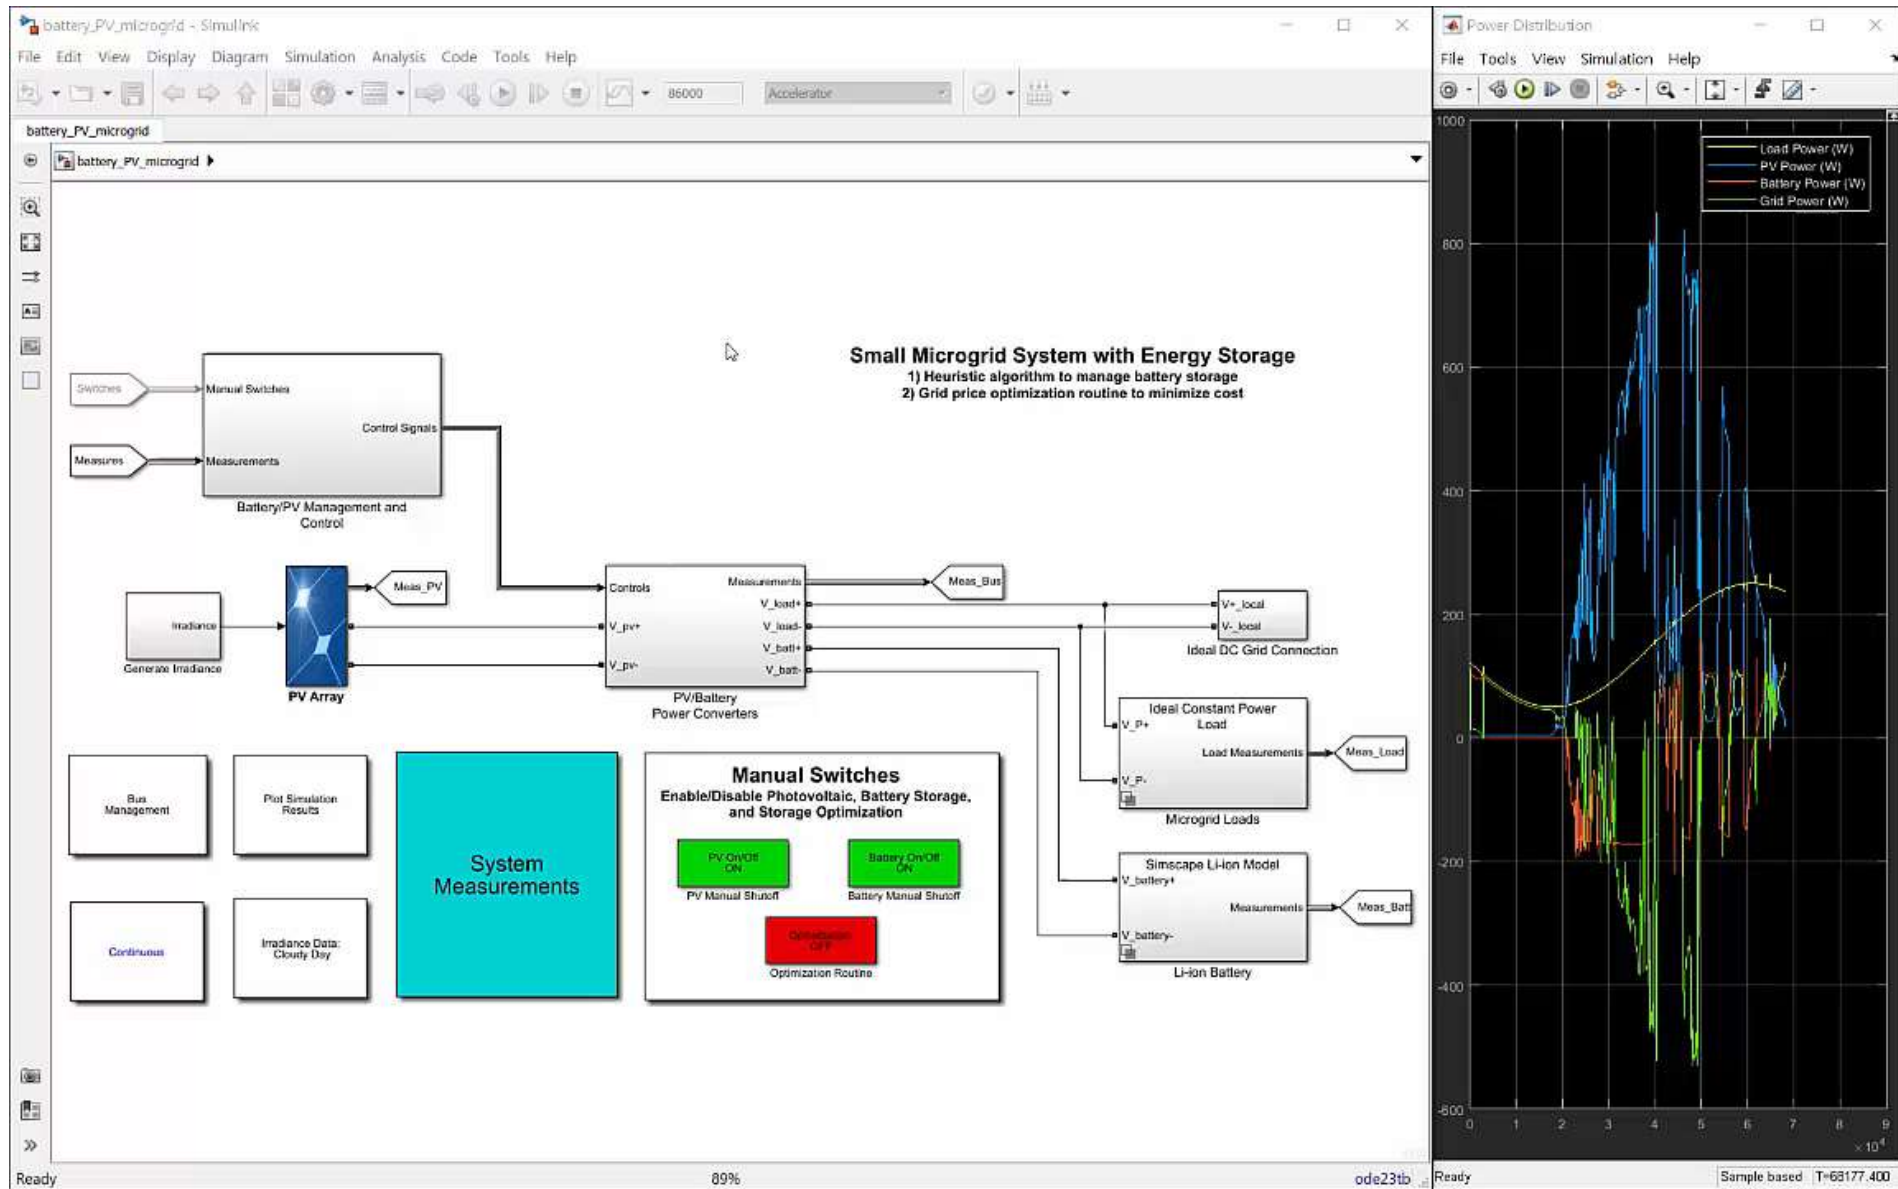 battery_PV_microgrid - Simulink
File Edit View Display Diagram Simulation Analysis Code Tools Help
86000
Accelerator
battery_PV_microgrid
battery_PV_microgrid
Small Microgrid System with Energy Storage
1) Heuristic algorithm to manage battery storage
2) Grid price optimization routine to minimize cost
Switches
Manual Switches
Control Signals
Measures
Measurements
Battery/PV Management and
Control
Irradiance
Generate Irradiance
Meas_PV
PV Array
Controls
V_pv+
V_pv-
Measurements
V_load+
V_load-
V_batt+
V_batt-
PV/Battery
Power Converters
Meas_Bus
V+_local
V-_local
Ideal DC Grid Connection
Ideal Constant Power
Load
V_P+
Load Measurements
V_P-
Meas_Load
Microgrid Loads
Simscape Li-ion Model
V_battery+
Measurements
V_battery-
Meas_Batt
Li-ion Battery
Bus
Management
Plot Simulation
Results
Continuous
Irradiance Data:
Cloudy Day
System
Measurements
Manual Switches
Enable/Disable Photovoltaic, Battery Storage,
and Storage Optimization
PV On/Off
ON
PV Manual Shutoff
Battery On/Off
ON
Battery Manual Shutoff
Optimization
OFF
Optimization Routine
Ready
89%
ode23tb
Power Distribution
File Tools View Simulation Help
Load Power (W)
PV Power (W)
Battery Power (W)
Grid Power (W)
1000
800
600
400
200
0
-200
-400
-600
0 1 2 3 4 5 6 7 8 9
×10^4
Ready
Sample based
T=68177.400